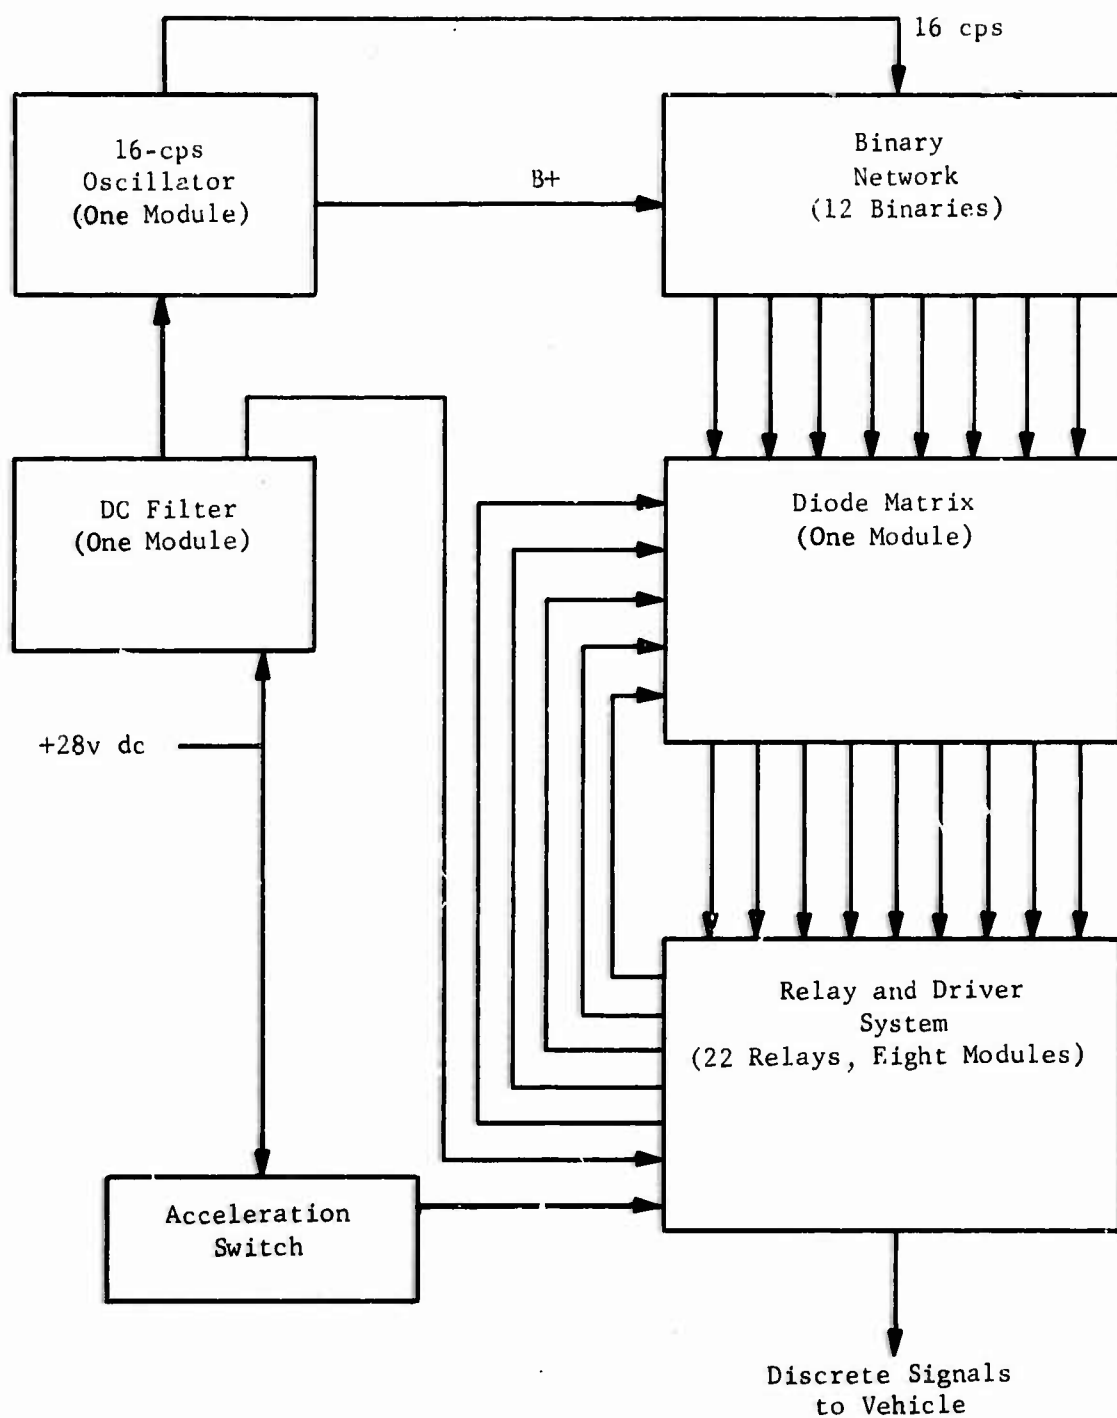 16 cps
16-cps
Oscillator
(One Module)
B+
Binary
Network
(12 Binaries)
DC Filter
(One Module)
Diode Matrix
(One Module)
+28v dc
Relay and Driver
System
(22 Relays, Eight Modules)
Acceleration
Switch
Discrete Signals
to Vehicle